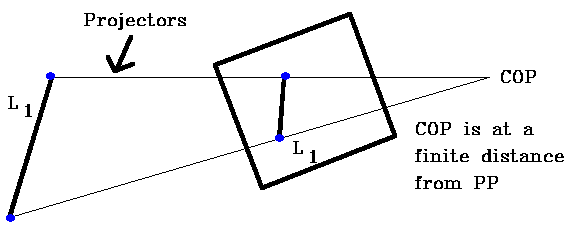 Projectors
COP
L1
L1
COP is at a
finite distance
from PP